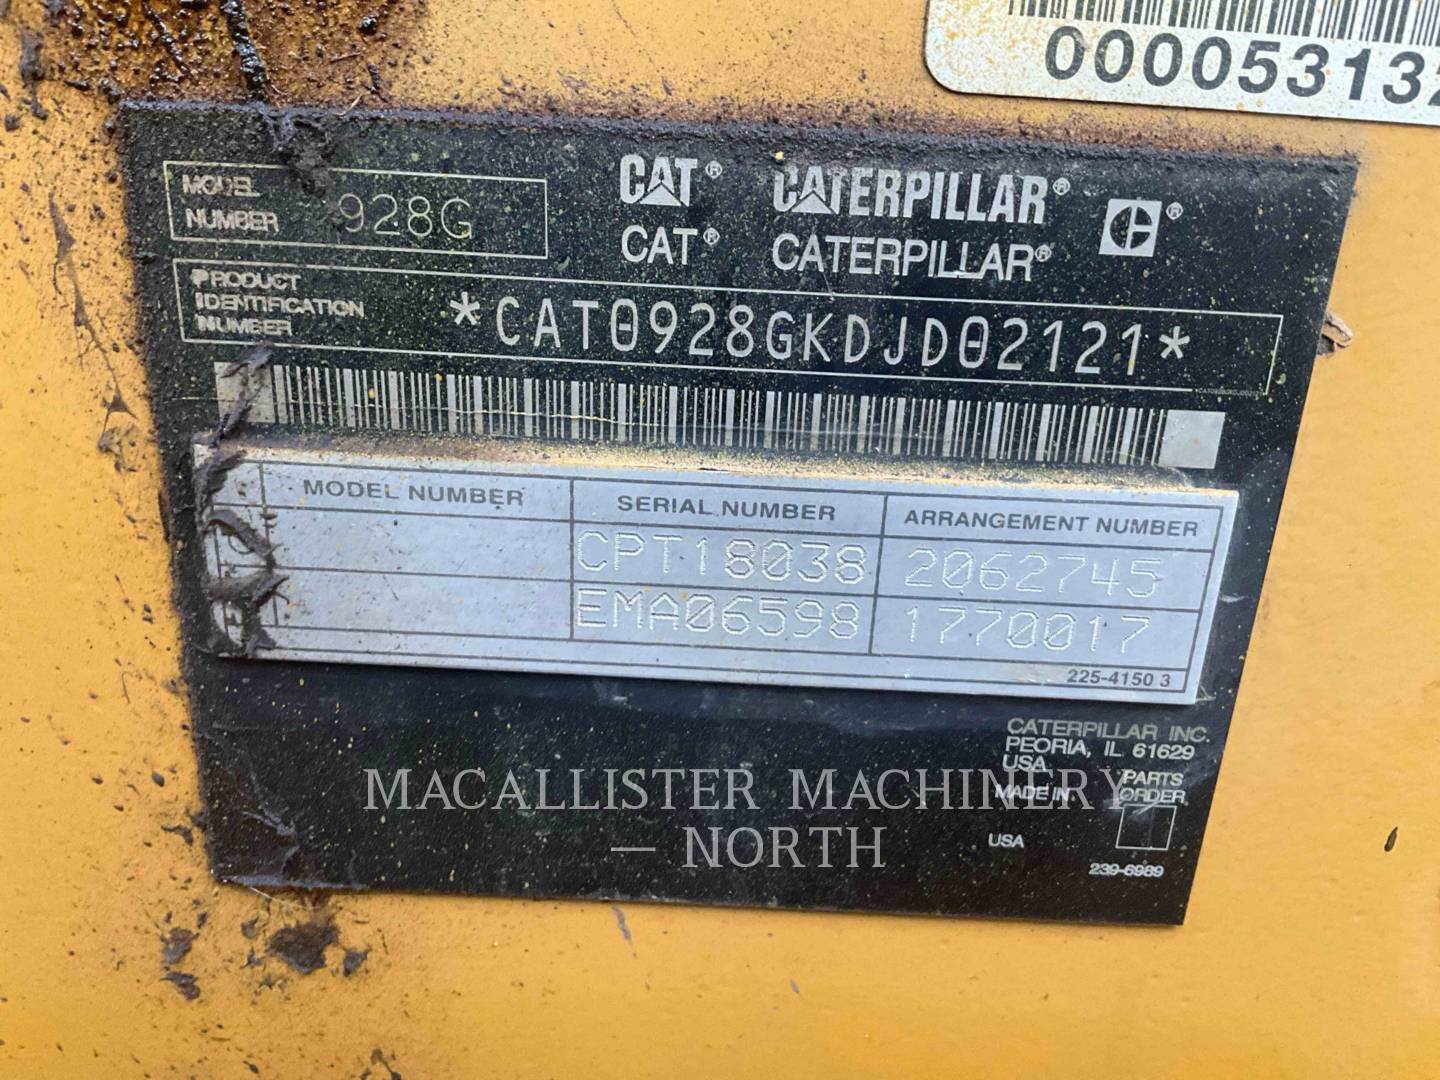 000053132
MODEL
NUMBER
928G
CAT® CATERPILLAR®
CAT® CATERPILLAR®
PRODUCT
IDENTIFICATION
NUMBER
*CAT0928GKDJD02121*
MODEL NUMBER SERIAL NUMBER ARRANGEMENT NUMBER
CPT18038 2062745
EMA06598 1770017
225-4150 3
CATERPILLAR INC.
PEORIA, IL 61629
USA
MADE IN
USA
PARTS
ORDER
239-6989
MACALLISTER MACHINERY
— NORTH